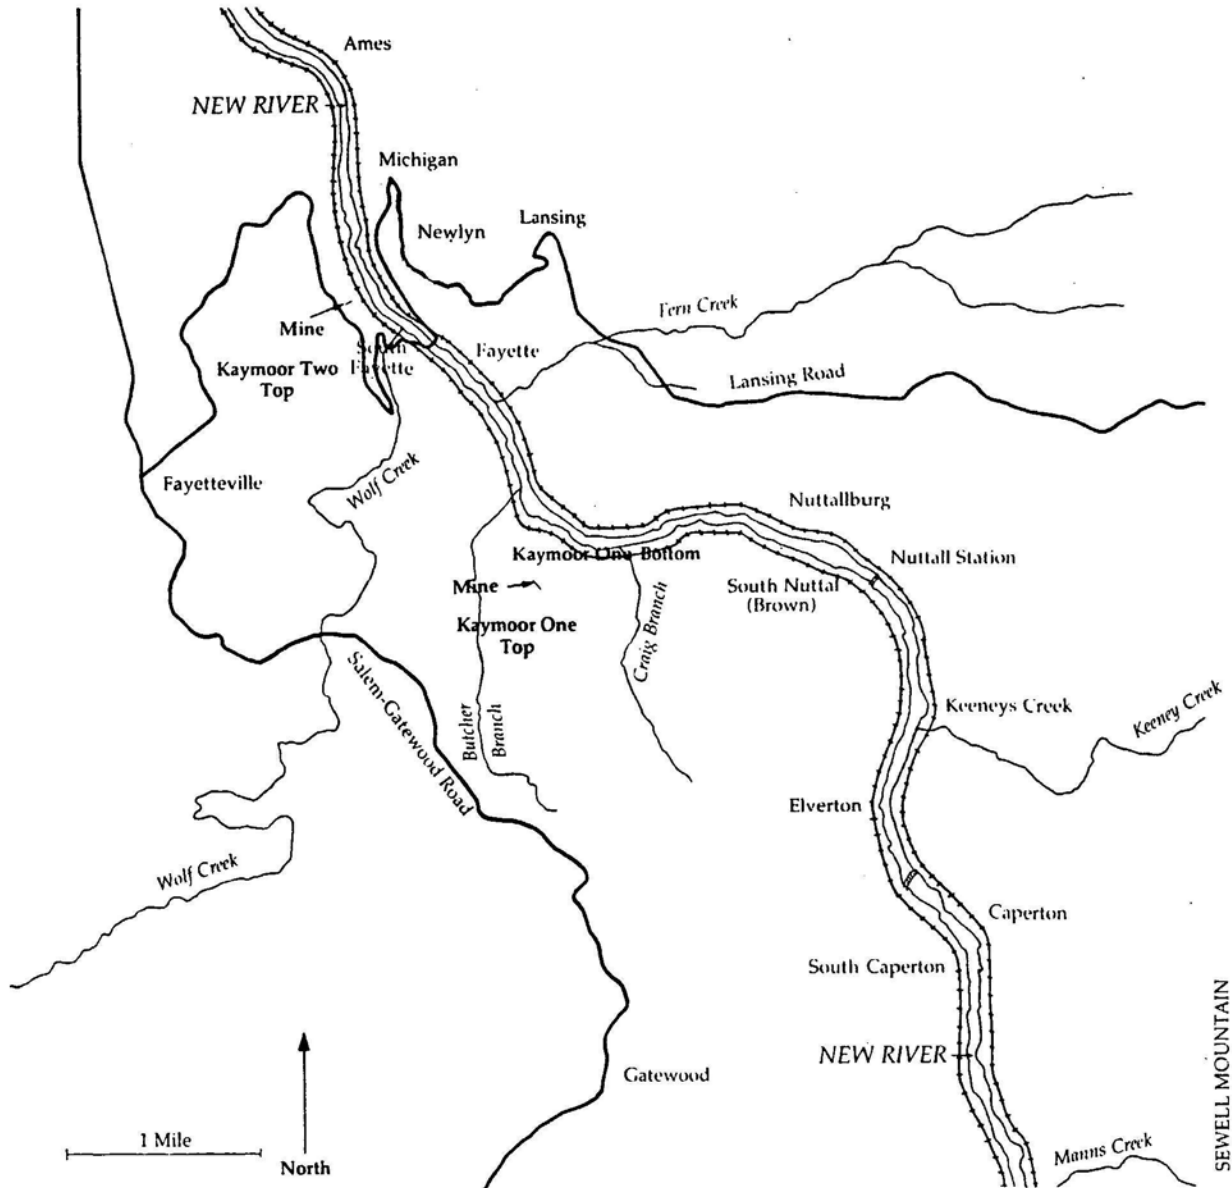 Ames
NEW RIVER
Michigan
Newlyn
Lansing
Fern Creek
Mine
South
Fayette
Kaymoor Two
Top
Fayette
Lansing Road
Fayetteville
Wolf Creek
Nuttallburg
Kaymoor One Bottom
Nuttall Station
Mine
South Nuttal
(Brown)
Kaymoor One
Top
Craig Branch
Salem-Gatewood Road
Butcher
Branch
Keeneys Creek
Keeney Creek
Elverton
Wolf Creek
Caperton
South Caperton
NEW RIVER
Gatewood
SEWELL MOUNTAIN
1 Mile
North
Manns Creek